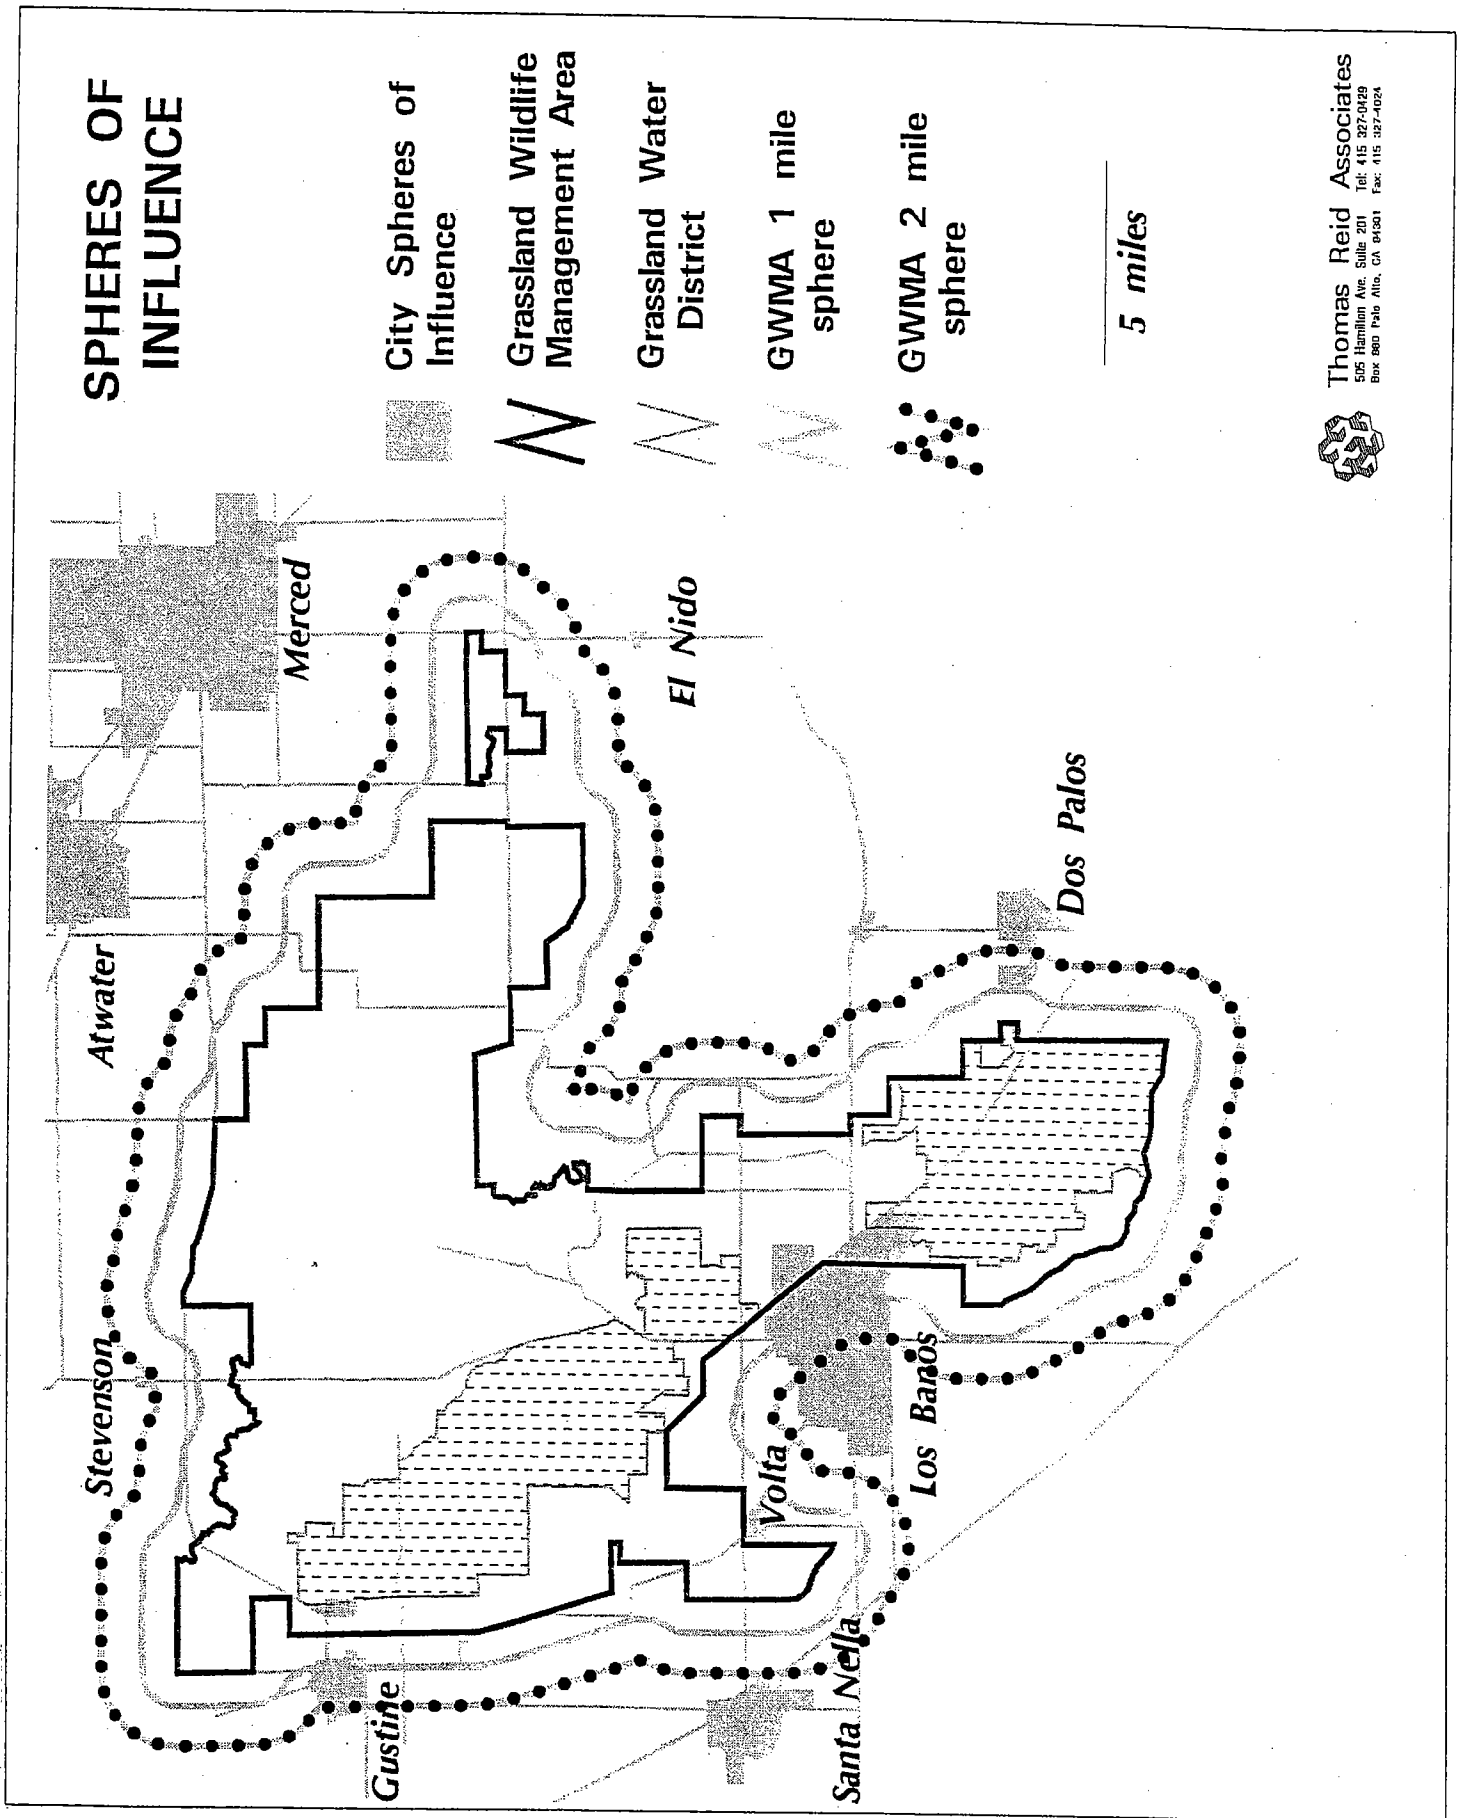 SPHERES OF
INFLUENCE
City Spheres of
Influence
Grassland Wildlife
Management Area
Grassland Water
District
GWMA 1 mile
sphere
GWMA 2 mile
sphere
5 miles
Thomas Reid Associates
505 Hamilton Ave. Suite 201 Tel: 415 327-0429
Box 880 Palo Alto, CA 94301 Fax: 415 327-4024
Merced
El Nido
Atwater
Dos Palos
Stevenson
Volta
Los Banos
Gustine
Santa Nella